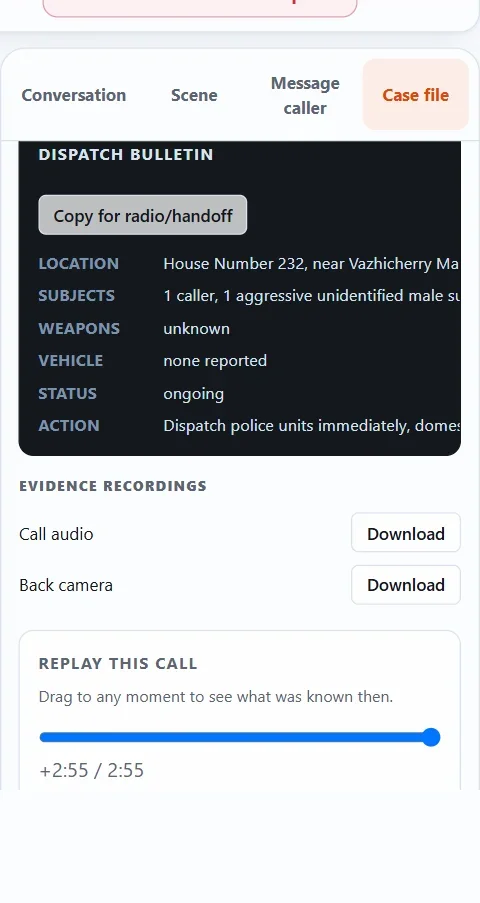 Conversation
Scene
Message
caller
Case file
DISPATCH BULLETIN
Copy for radio/handoff
LOCATION House Number 232, near Vazhicherry Ma
SUBJECTS 1 caller, 1 aggressive unidentified male su
WEAPONS unknown
VEHICLE none reported
STATUS ongoing
ACTION Dispatch police units immediately, domes
EVIDENCE RECORDINGS
Call audio Download
Back camera Download
REPLAY THIS CALL
Drag to any moment to see what was known then.
+2:55 / 2:55